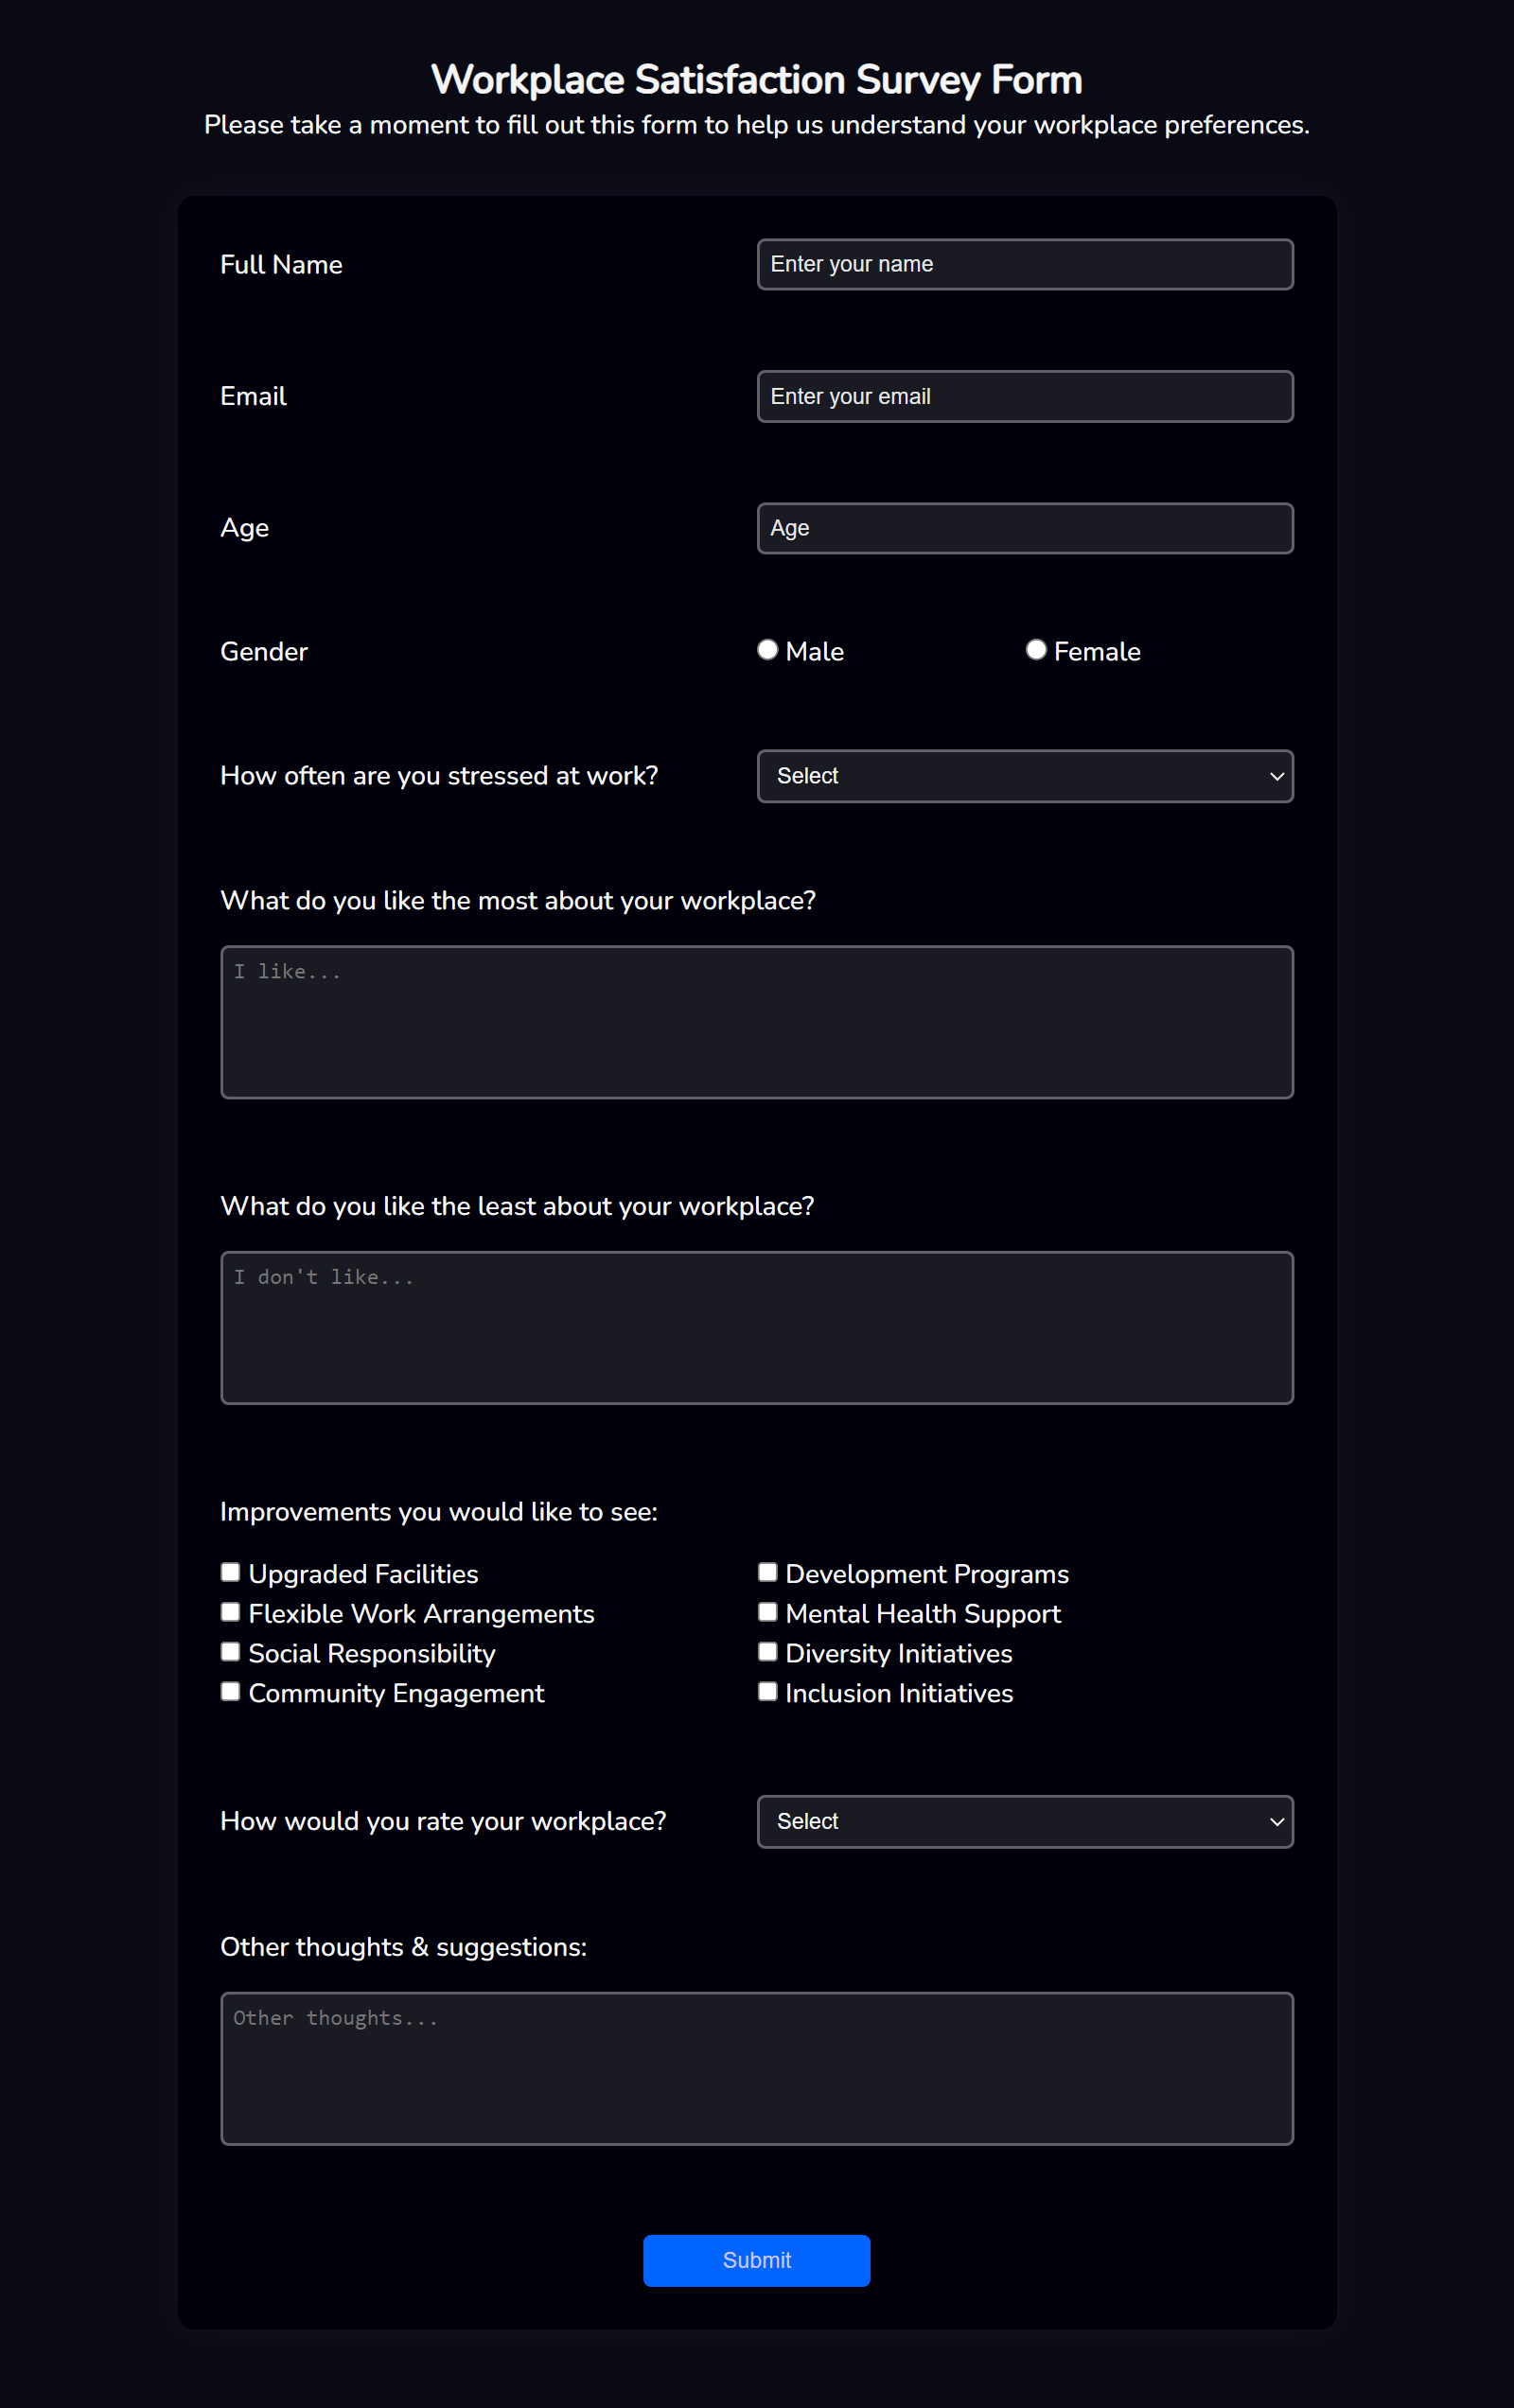 Workplace Satisfaction Survey Form
Please take a moment to fill out this form to help us understand your workplace preferences.
Full Name
Enter your name
Email
Enter your email
Age
Age
Gender
Male
Female
How often are you stressed at work?
Select
What do you like the most about your workplace?
I like...
What do you like the least about your workplace?
I don't like...
Improvements you would like to see:
Upgraded Facilities
Development Programs
Flexible Work Arrangements
Mental Health Support
Social Responsibility
Diversity Initiatives
Community Engagement
Inclusion Initiatives
How would you rate your workplace?
Select
Other thoughts & suggestions:
Other thoughts...
Submit